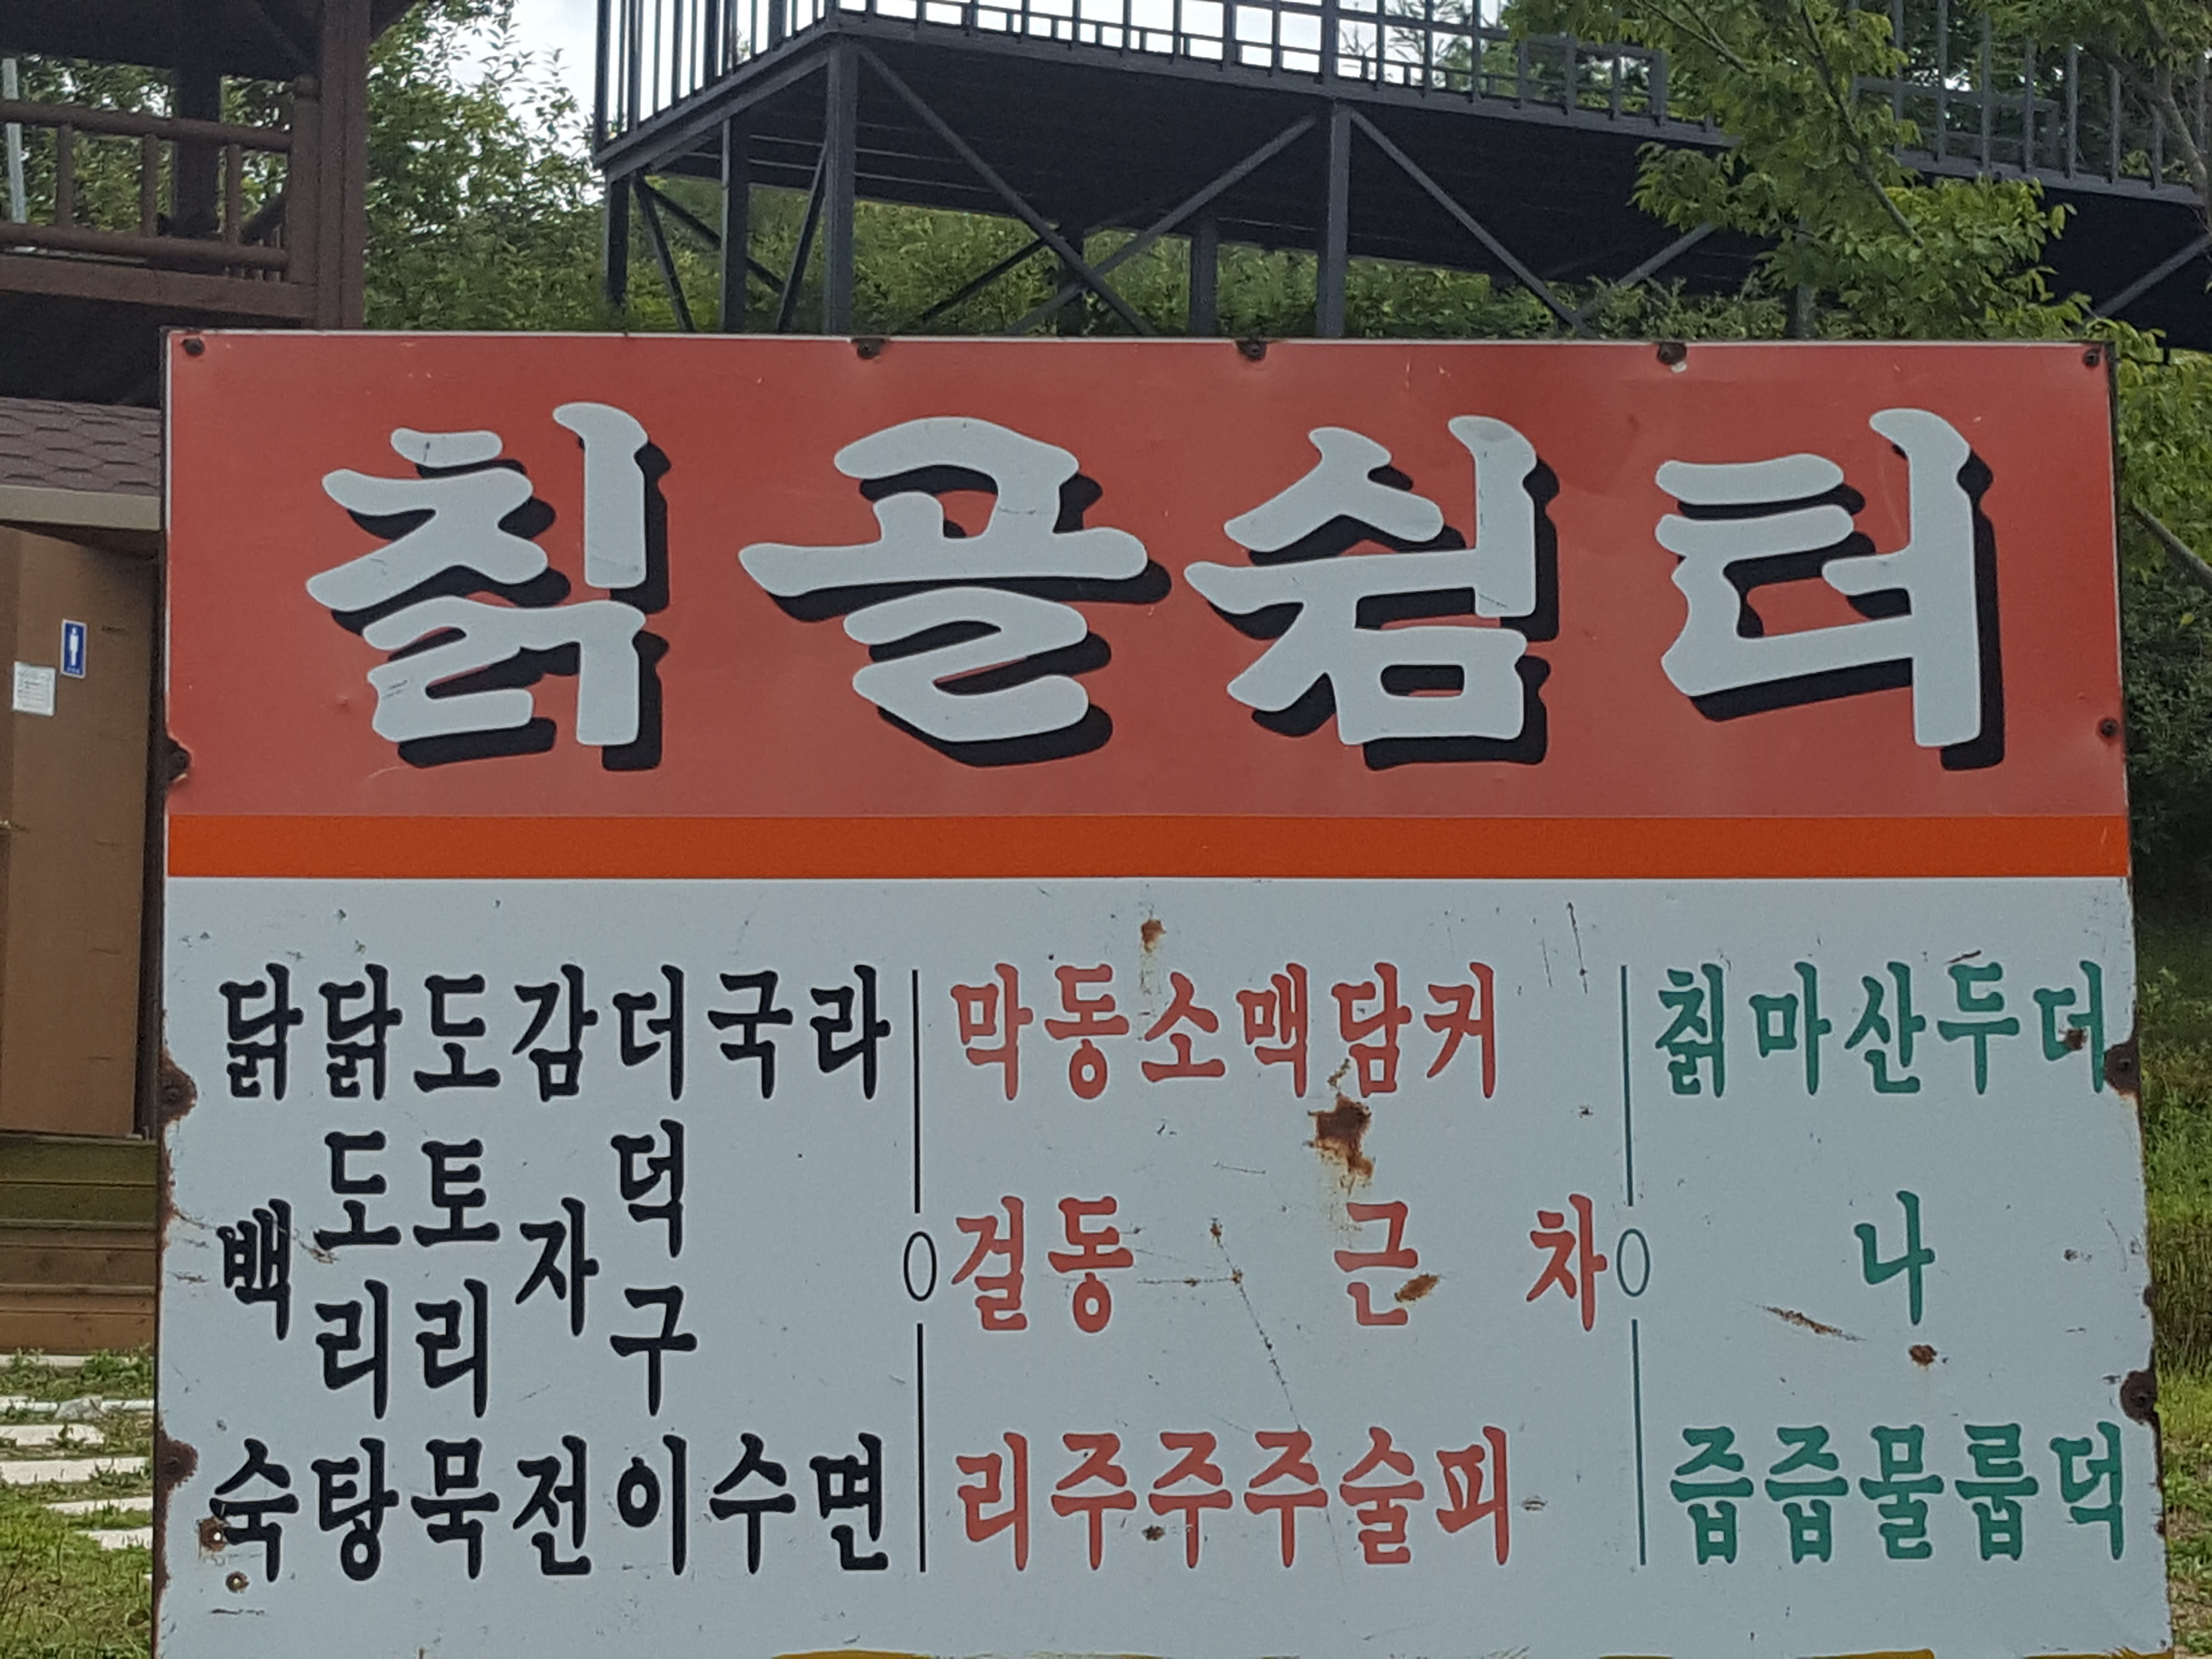 칡골쉼터
닭백숙
닭도리탕
도토리묵
감자전
더덕구이
국수
라면
막걸리
동동주
소주
맥주
담근술
커피
차
칡즙
마즙
산나물
두릅
더덕